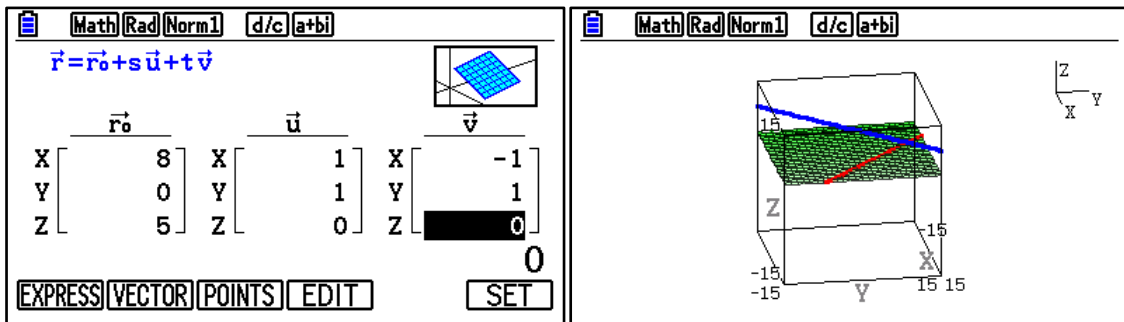 Math Rad Norm1 d/c a+bi
r⃗=r⃗₀+su⃗+tv⃗
r⃗₀ u⃗ v⃗
X 8 X 1 X -1
Y 0 Y 1 Y 1
Z 5 Z 0 Z 0
0
EXPRESS VECTOR POINTS EDIT SET
Math Rad Norm1 d/c a+bi
Z
Y
X
15
Z
-15
X
-15
-15
Y
15 15